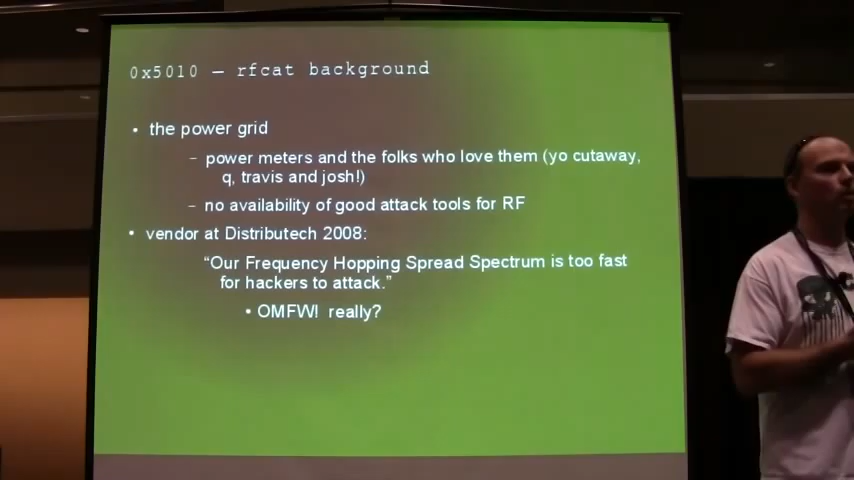 0x5010 – rfcat background
• the power grid
– power meters and the folks who love them (yo cutaway,
q, travis and josh!)
– no availability of good attack tools for RF
• vendor at Distributech 2008:
“Our Frequency Hopping Spread Spectrum is too fast
for hackers to attack.”
• OMFW! really?